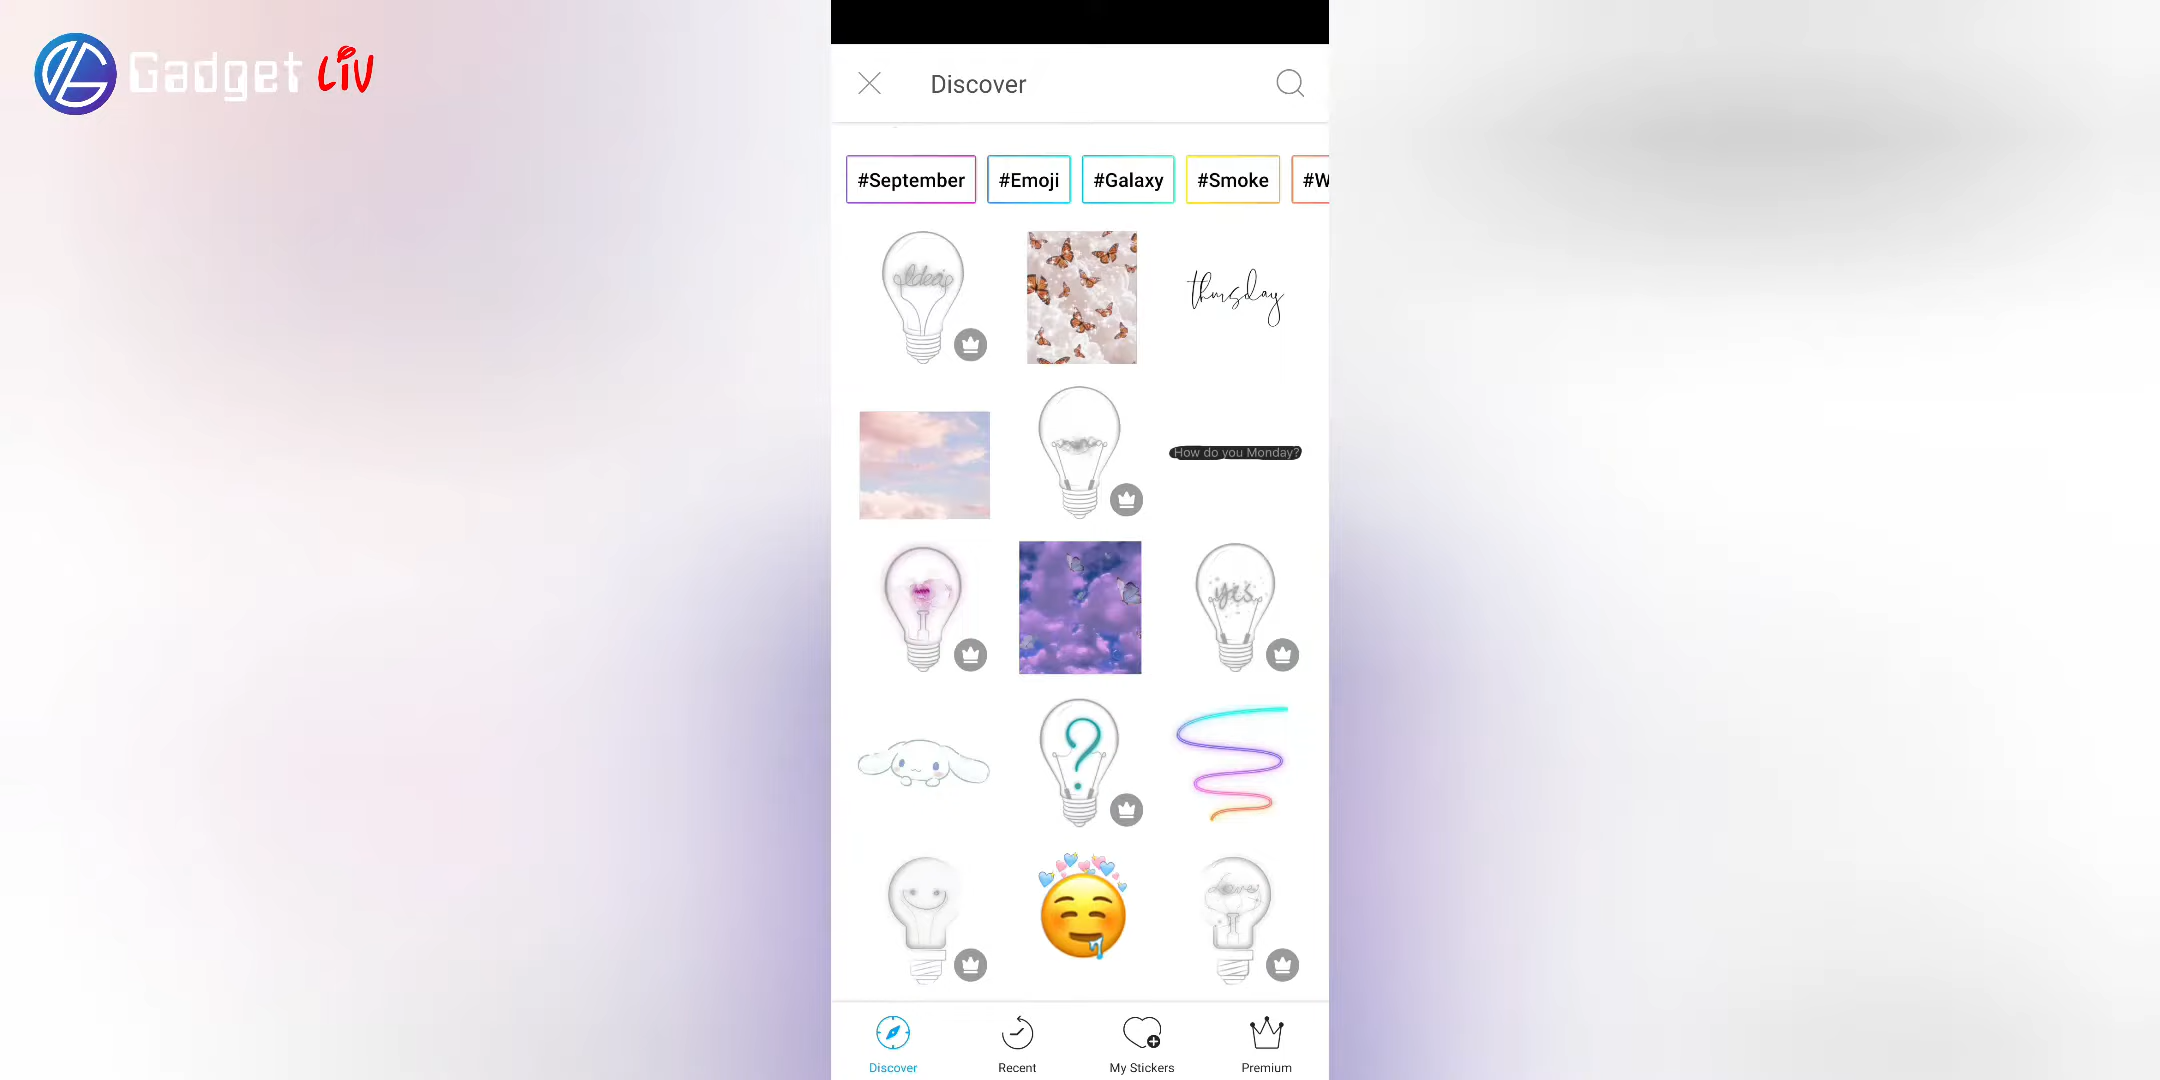 Gadget Liv
Discover
#September #Emoji #Galaxy #Smoke #W
Idea
thursday
How do you Monday?
yes
?
Love
Discover Recent My Stickers Premium